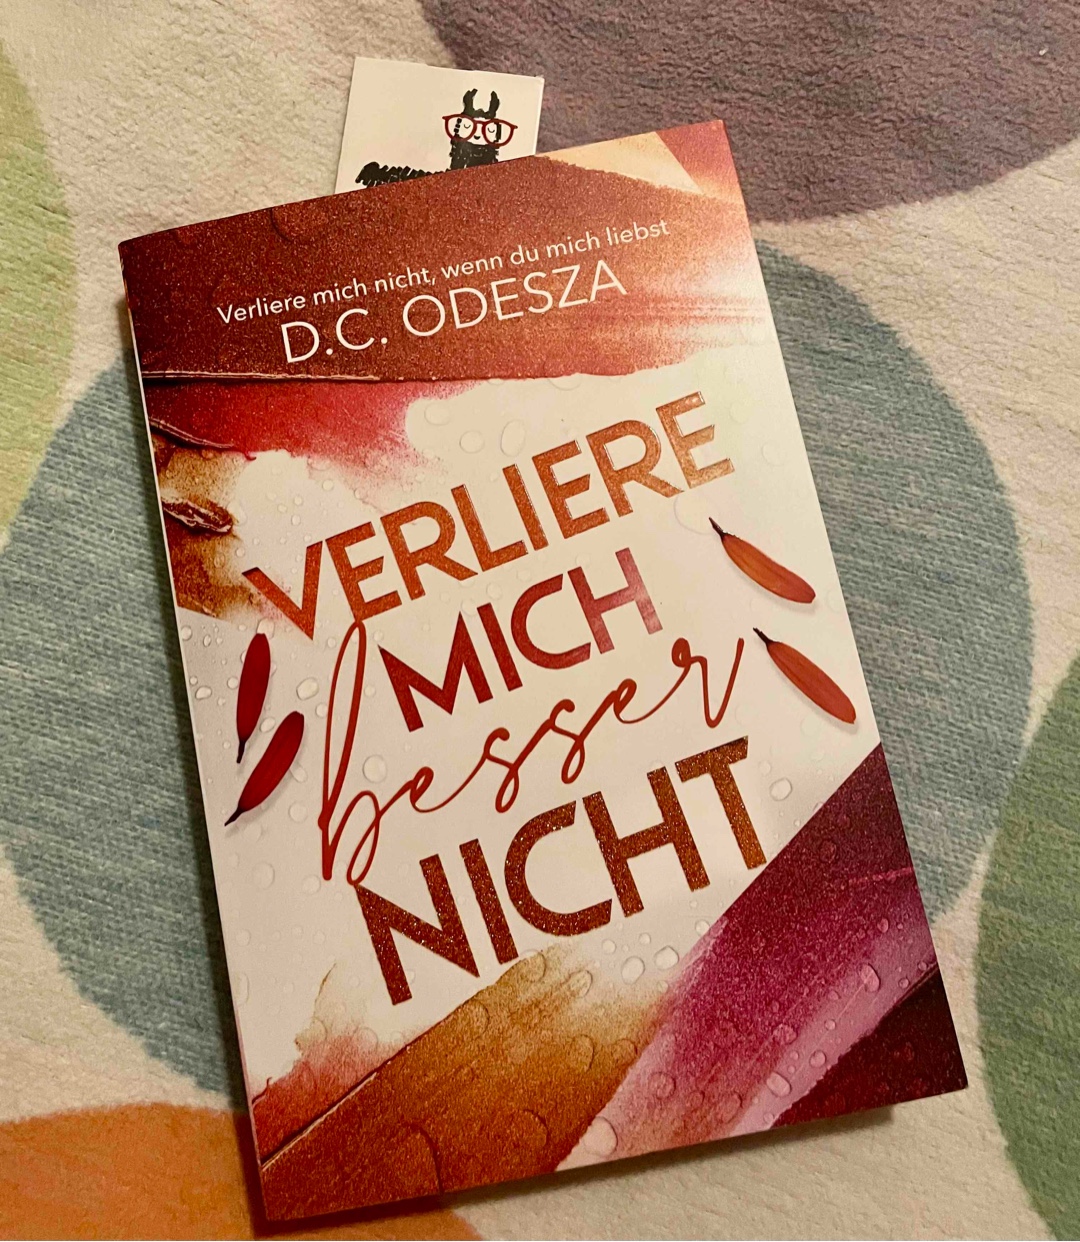 Verliere mich nicht, wenn du mich liebst
D.C. ODESZA
VERLIERE
MICH
besser
NICHT